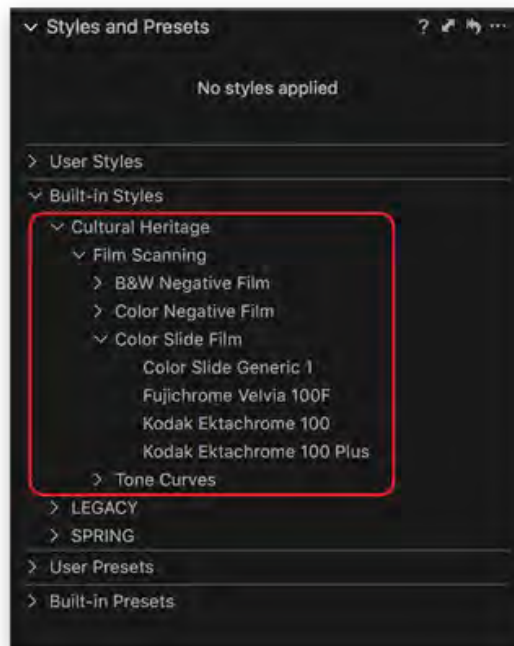 Styles and Presets ? ...
No styles applied
User Styles
Built-in Styles
Cultural Heritage
Film Scanning
B&W Negative Film
Color Negative Film
Color Slide Film
Color Slide Generic 1
Fujichrome Velvia 100F
Kodak Ektachrome 100
Kodak Ektachrome 100 Plus
Tone Curves
LEGACY
SPRING
User Presets
Built-in Presets